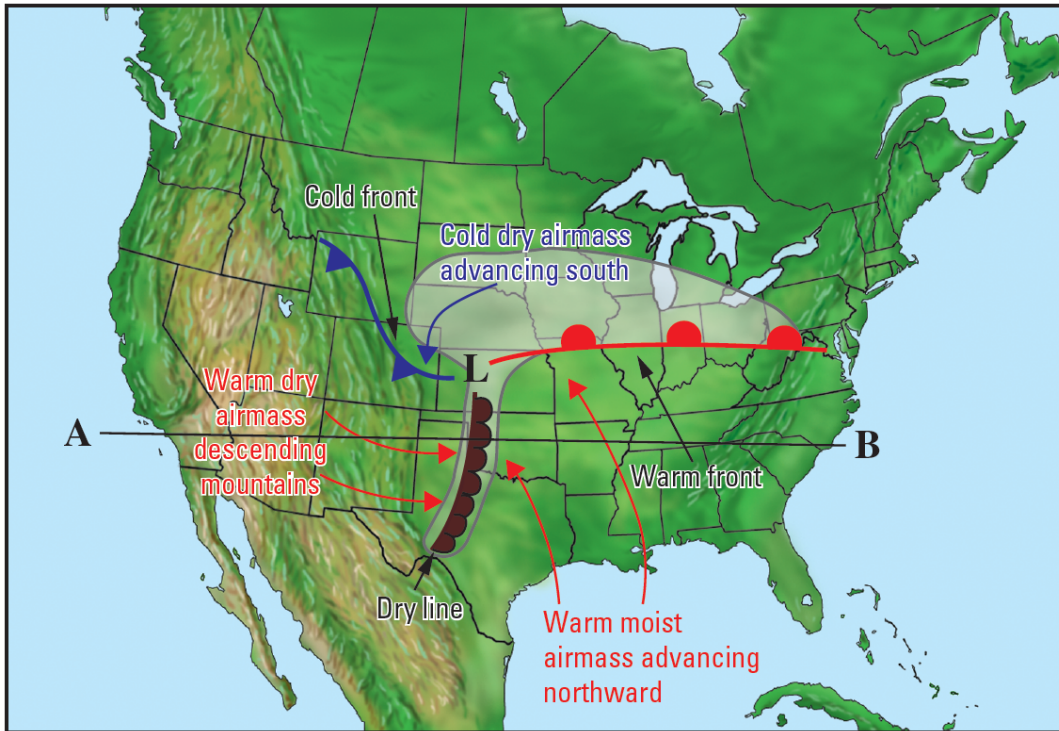 Cold front
Cold dry airmass
advancing south
L
Warm dry
airmass
descending
mountains
A
B
Warm front
Dry line
Warm moist
airmass advancing
northward